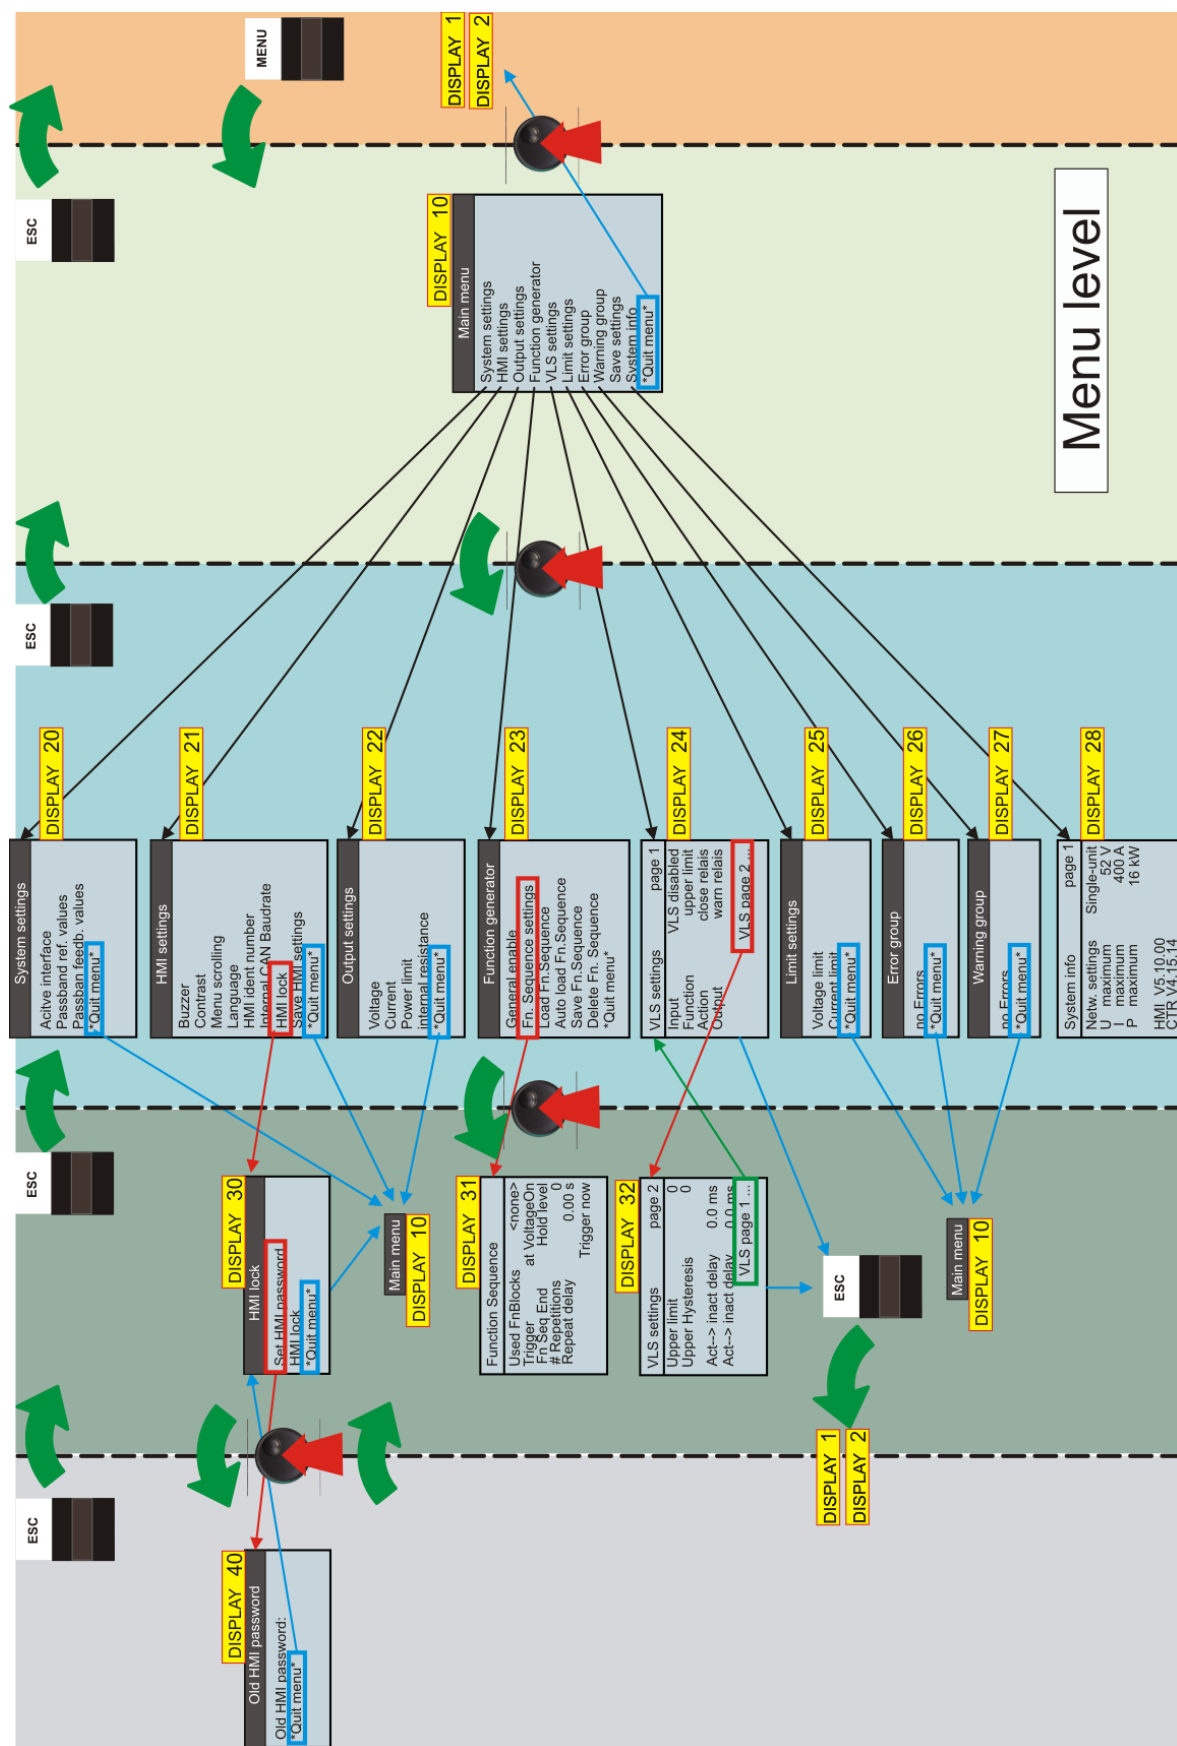 MENU
DISPLAY 1
DISPLAY 2
ESC
DISPLAY 10
Main menu
System settings
HMI settings
Output settings
Function generator
VLS settings
Limit settings
Error group
Warning group
Save settings
System info
*Quit menu*
Menu level
ESC
DISPLAY 20
System settings
Acitve interface
Passband ref. values
Passban feedb. values
*Quit menu*
DISPLAY 21
HMI settings
Buzzer
Contrast
Menu scrolling
Language
HMI ident number
Internal CAN Baudrate
HMI lock
Save HMI settings
*Quit menu*
DISPLAY 22
Output settings
Voltage
Current
Power limit
internal resistance
*Quit menu*
DISPLAY 23
Function generator
General enable
Fn. Sequence settings
Load Fn.Sequence
Auto load Fn.Sequence
Save Fn.Sequence
Delete Fn. Sequence
*Quit menu*
DISPLAY 24
VLS settings page 1
Input VLS disabled
Function upper limit
Action close relais
Output warn relais
VLS page 2 ...
DISPLAY 25
Limit settings
Voltage limit
Current limit
*Quit menu*
DISPLAY 26
Error group
no Errors
*Quit menu*
DISPLAY 27
Warning group
no Errors
*Quit menu*
DISPLAY 28
System info page 1
Netw. settings Single-unit
U maximum 52 V
I maximum 400 A
P maximum 16 kW
HMI V5.10.00
CTR V4.15.14
ESC
DISPLAY 30
HMI lock
Set HMI password
HMI lock
*Quit menu*
Main menu
DISPLAY 10
DISPLAY 31
Function Sequence
Used FnBlocks <none>
Trigger at VoltageOn
Fn Seq End Hold level
# Repetitions 0
Repeat delay 0.00 s
Trigger now
DISPLAY 32
VLS settings page 2
Upper limit 0
Upper Hysteresis 0
Act--> inact delay 0.0 ms
Act--> inact delay 0.0 ms
VLS page 1 ...
ESC
Main menu
DISPLAY 10
DISPLAY 1
DISPLAY 2
ESC
DISPLAY 40
Old HMI password
Old HMI password:
*Quit menu*